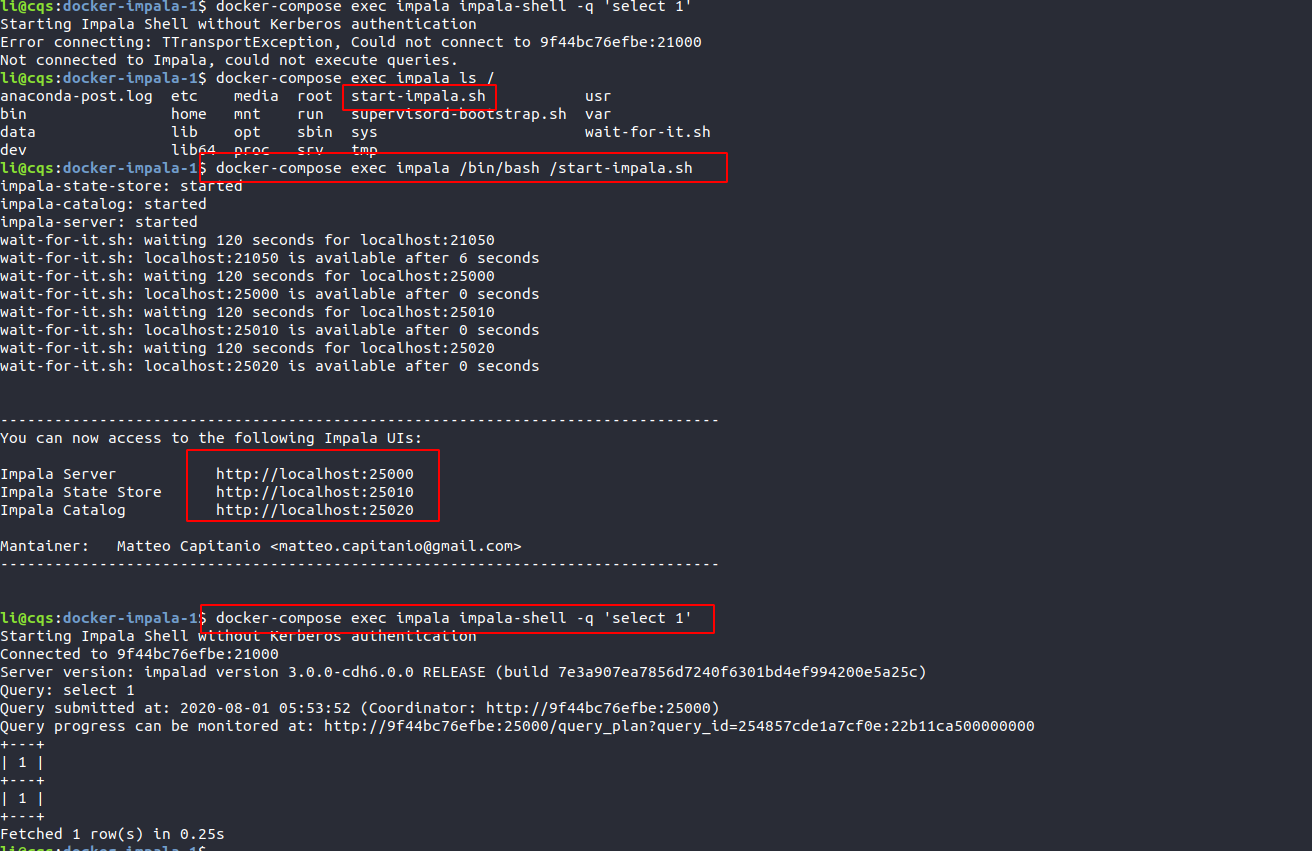 li@cqs:docker-impala-1$ docker-compose exec impala impala-shell -q 'select 1'
Starting Impala Shell without Kerberos authentication
Error connecting: TTransportException, Could not connect to 9f44bc76efbe:21000
Not connected to Impala, could not execute queries.
li@cqs:docker-impala-1$ docker-compose exec impala ls /
anaconda-post.log  etc    media  root  start-impala.sh           usr
bin                home   mnt    run   supervisord-bootstrap.sh  var
data               lib    opt    sbin  sys                       wait-for-it.sh
dev                lib64  proc   srv   tmp
li@cqs:docker-impala-1$ docker-compose exec impala /bin/bash /start-impala.sh
impala-state-store: started
impala-catalog: started
impala-server: started
wait-for-it.sh: waiting 120 seconds for localhost:21050
wait-for-it.sh: localhost:21050 is available after 6 seconds
wait-for-it.sh: waiting 120 seconds for localhost:25000
wait-for-it.sh: localhost:25000 is available after 0 seconds
wait-for-it.sh: waiting 120 seconds for localhost:25010
wait-for-it.sh: localhost:25010 is available after 0 seconds
wait-for-it.sh: waiting 120 seconds for localhost:25020
wait-for-it.sh: localhost:25020 is available after 0 seconds
--------------------------------------------------------------------------------
You can now access to the following Impala UIs:
Impala Server           http://localhost:25000
Impala State Store      http://localhost:25010
Impala Catalog          http://localhost:25020
Mantainer:   Matteo Capitanio <matteo.capitanio@gmail.com>
--------------------------------------------------------------------------------
li@cqs:docker-impala-1$ docker-compose exec impala impala-shell -q 'select 1'
Starting Impala Shell without Kerberos authentication
Connected to 9f44bc76efbe:21000
Server version: impalad version 3.0.0-cdh6.0.0 RELEASE (build 7e3a907ea7856d7240f6301bd4ef994200e5a25c)
Query: select 1
Query submitted at: 2020-08-01 05:53:52 (Coordinator: http://9f44bc76efbe:25000)
Query progress can be monitored at: http://9f44bc76efbe:25000/query_plan?query_id=254857cde1a7cf0e:22b11ca500000000
+---+
| 1 |
+---+
| 1 |
+---+
Fetched 1 row(s) in 0.25s
li@cqs:docker-impala-1$